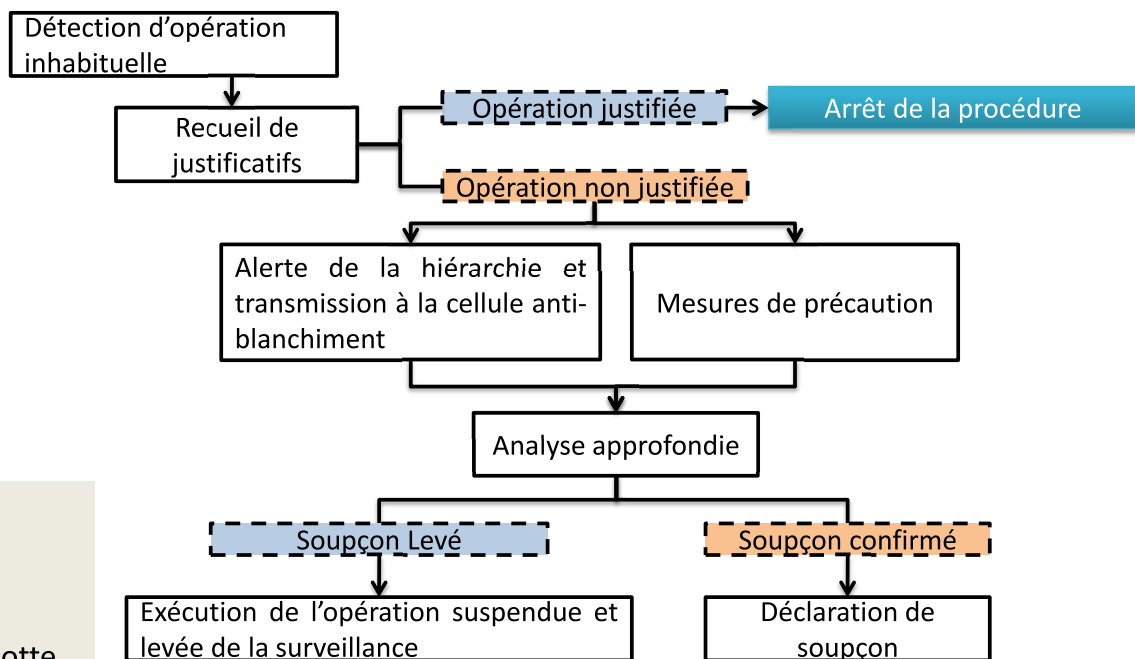 Détection d’opération
inhabituelle
Recueil de
justificatifs
Opération justifiée
Arrêt de la procédure
Opération non justifiée
Alerte de la hiérarchie et
transmission à la cellule anti-
blanchiment
Mesures de précaution
Analyse approfondie
Soupçon Levé
Soupçon confirmé
Exécution de l’opération suspendue et
levée de la surveillance
Déclaration de
soupçon